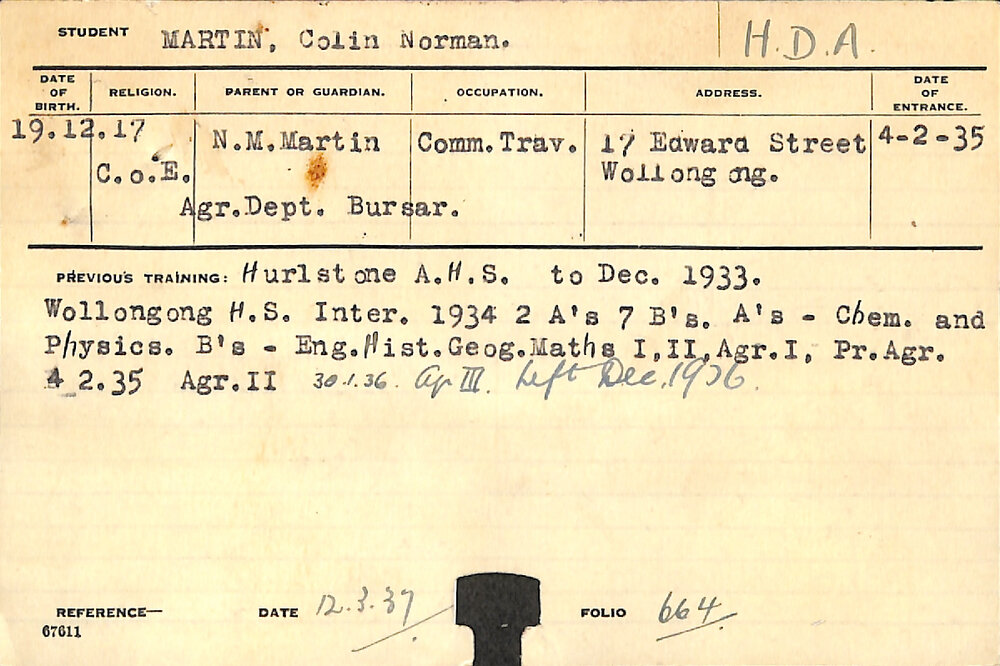 STUDENT MARTIN, Colin Norman. H.D.A.
DATE OF BIRTH. RELIGION. PARENT OR GUARDIAN. OCCUPATION. ADDRESS. DATE OF ENTRANCE.
19.12.17 N.M.Martin Comm.Trav. 17 Edward Street 4-2-35
C.o.E. Wollongong.
Agr.Dept. Bursar.
PREVIOUS TRAINING: Hurlstone A.H.S. to Dec. 1933.
Wollongong H.S. Inter. 1934 2 A's 7 B's. A's - Chem. and
Physics. B's - Eng.Hist.Geog.Maths I,II,Agr.I, Pr.Agr.
4 2.35 Agr.II 30.1.36. Ag III. Left Dec.1936.
REFERENCE— DATE 12.3.37 FOLIO 664
67611